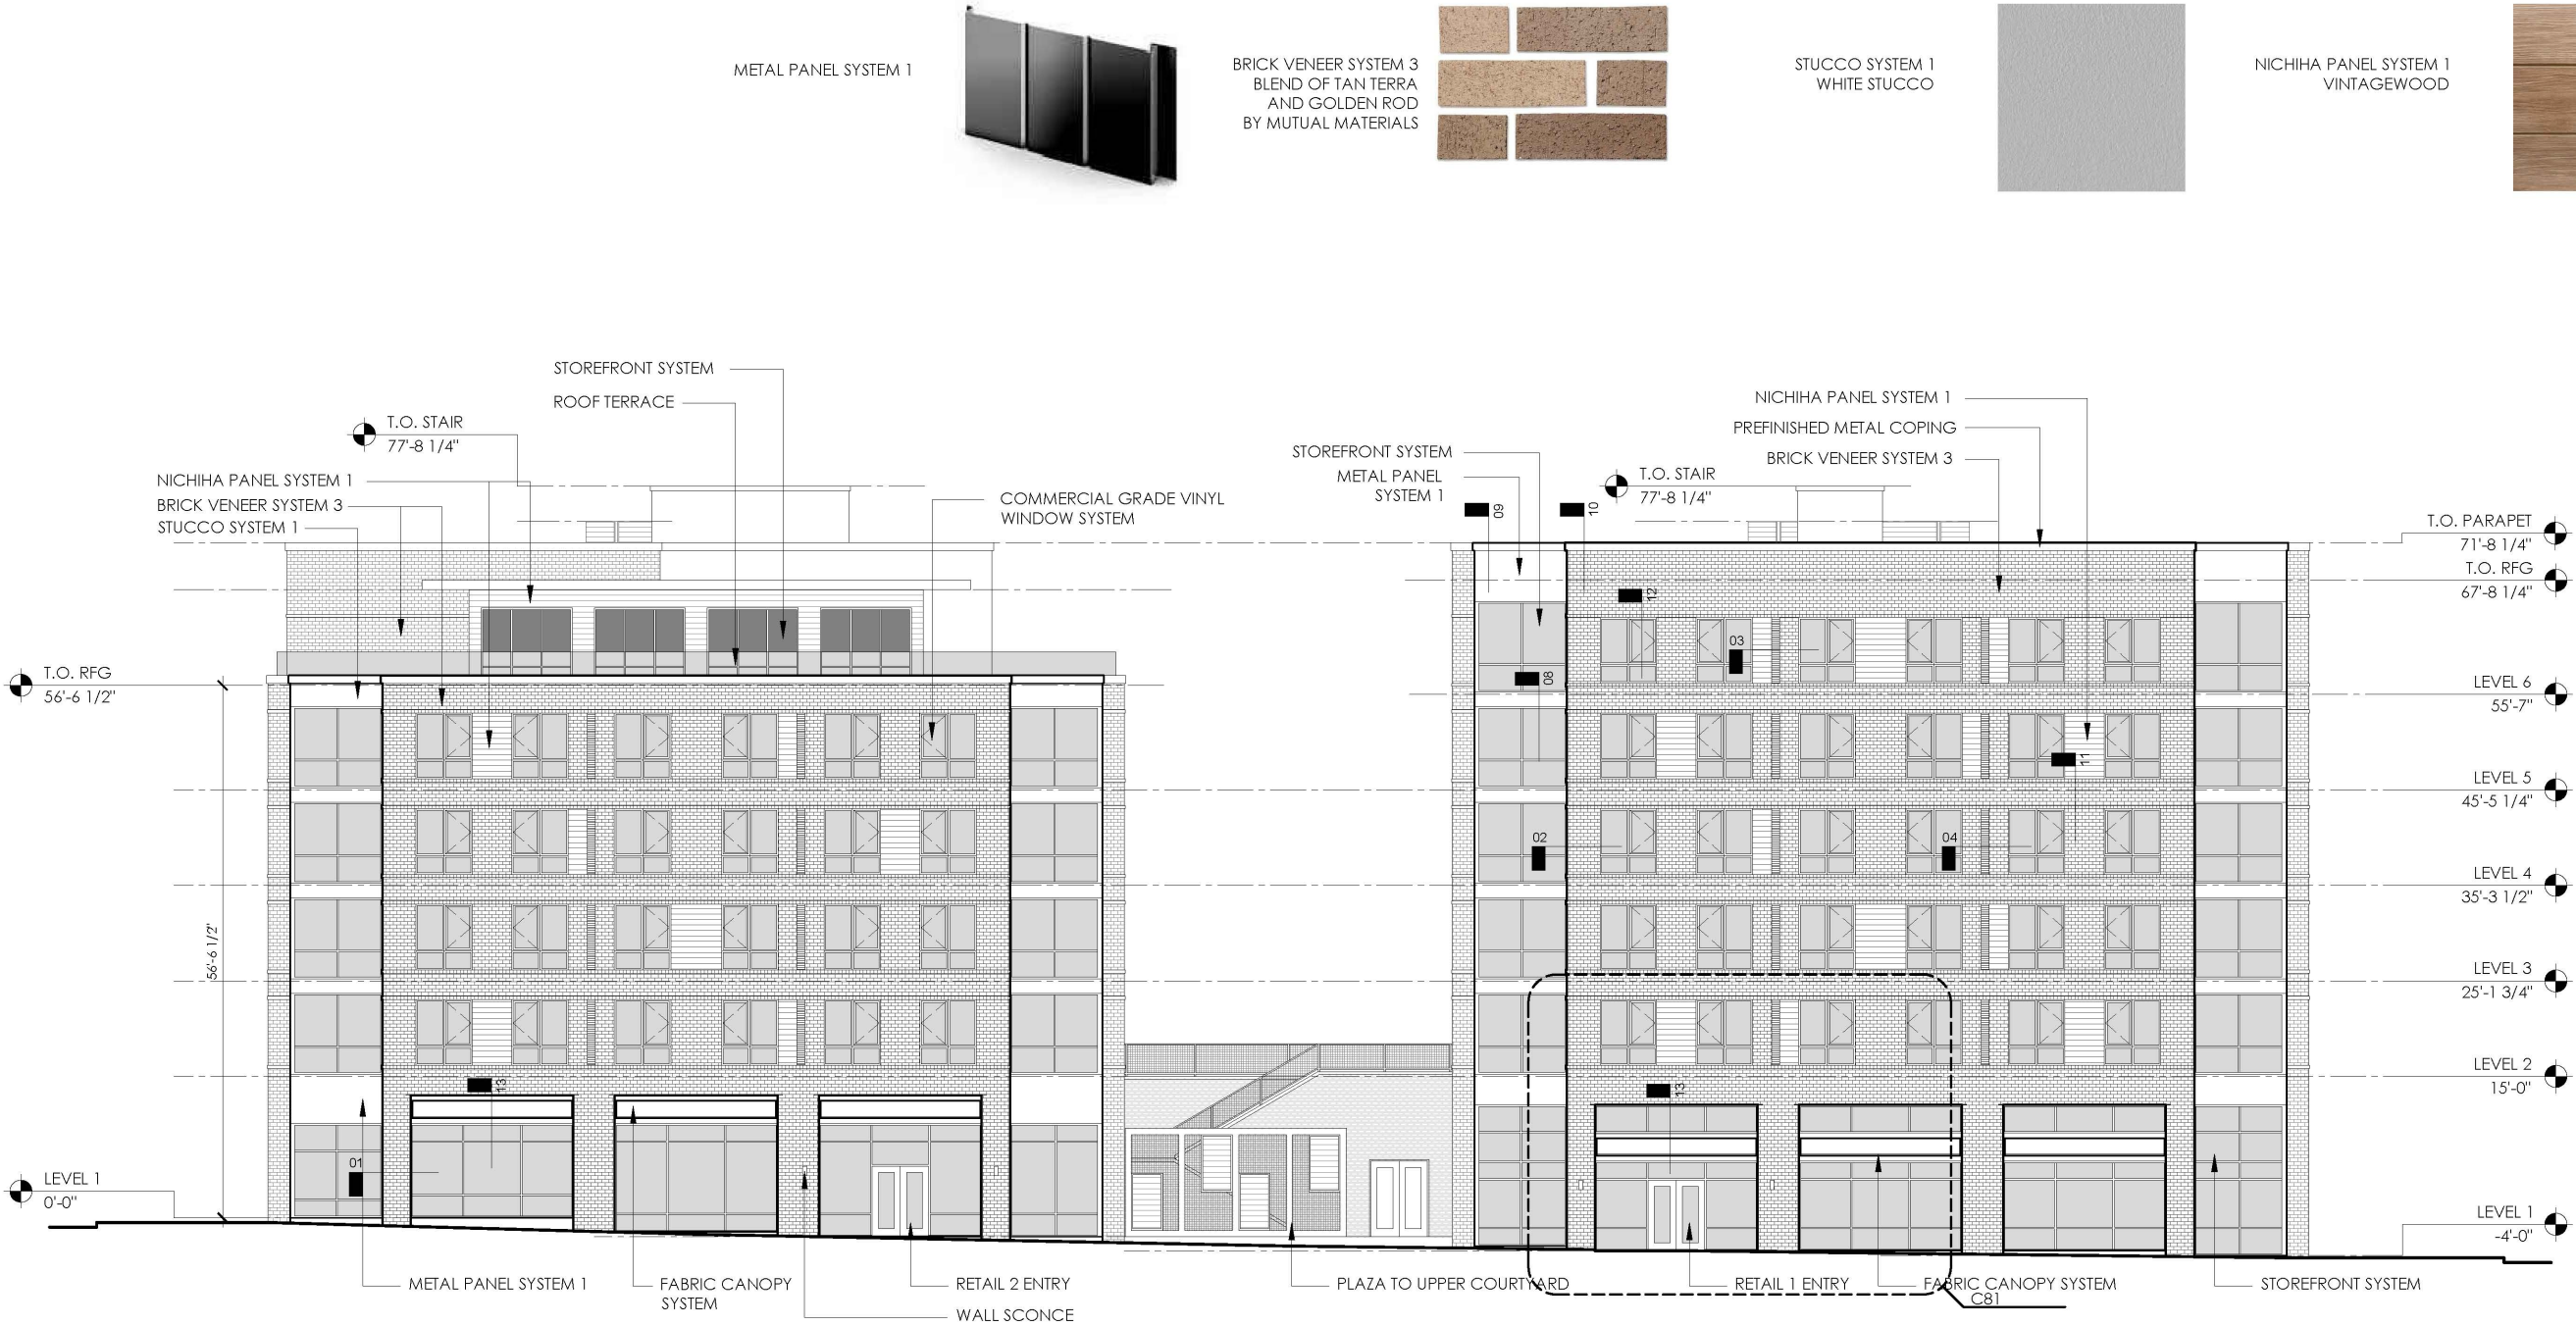 METAL PANEL SYSTEM 1
BRICK VENEER SYSTEM 3
BLEND OF TAN TERRA
AND GOLDEN ROD
BY MUTUAL MATERIALS
STUCCO SYSTEM 1
WHITE STUCCO
NICHIHA PANEL SYSTEM 1
VINTAGEWOOD
STOREFRONT SYSTEM
ROOF TERRACE
T.O. STAIR
77'-8 1/4"
NICHIHA PANEL SYSTEM 1
BRICK VENEER SYSTEM 3
STUCCO SYSTEM 1
COMMERCIAL GRADE VINYL
WINDOW SYSTEM
T.O. RFG
56'-6 1/2"
56'-6 1/2"
LEVEL 1
0'-0"
13
01
METAL PANEL SYSTEM 1
FABRIC CANOPY
SYSTEM
RETAIL 2 ENTRY
WALL SCONCE
PLAZA TO UPPER COURTYARD
NICHIHA PANEL SYSTEM 1
PREFINISHED METAL COPING
BRICK VENEER SYSTEM 3
STOREFRONT SYSTEM
METAL PANEL
SYSTEM 1
T.O. STAIR
77'-8 1/4"
09
10
12
03
08
11
02
04
13
T.O. PARAPET
71'-8 1/4"
T.O. RFG
67'-8 1/4"
LEVEL 6
55'-7"
LEVEL 5
45'-5 1/4"
LEVEL 4
35'-3 1/2"
LEVEL 3
25'-1 3/4"
LEVEL 2
15'-0"
LEVEL 1
-4'-0"
RETAIL 1 ENTRY
FABRIC CANOPY SYSTEM
C81
STOREFRONT SYSTEM